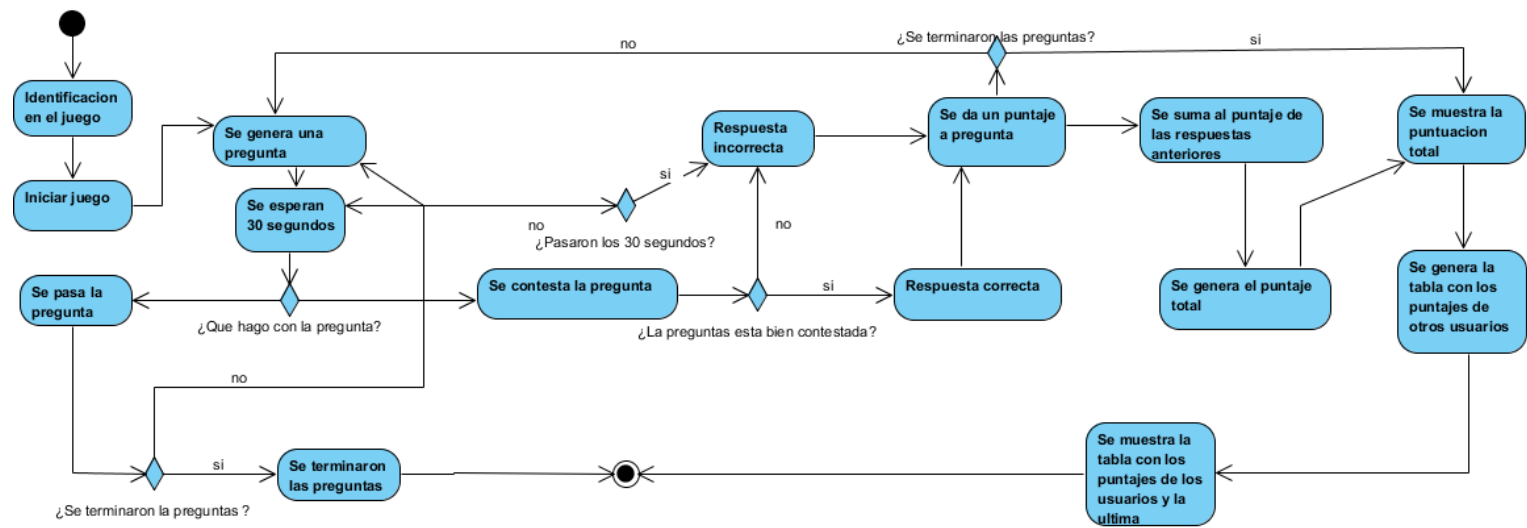 ¿Se terminaron las preguntas?
no
si
Identificacion
en el juego
Se genera una
pregunta
Respuesta
incorrecta
Se da un puntaje
a pregunta
Se suma al puntaje de
las respuestas
anteriores
Se muestra la
puntuacion
total
Iniciar juego
Se esperan
30 segundos
si
no
¿Pasaron los 30 segundos?
no
Se pasa la
pregunta
¿Que hago con la pregunta?
Se contesta la pregunta
si
¿La preguntas esta bien contestada?
Respuesta correcta
Se genera el puntaje
total
Se genera la
tabla con los
puntajes de
otros usuarios
no
si
¿Se terminaron la preguntas ?
Se terminaron
las preguntas
Se muestra la
tabla con los
puntajes de los
usuarios y la
ultima